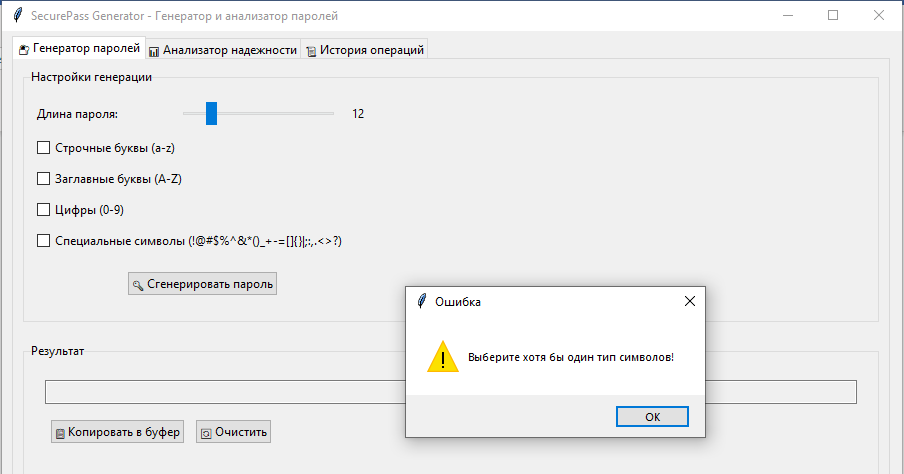 SecurePass Generator - Генератор и анализатор паролей
Генератор паролей Анализатор надежности История операций
Настройки генерации
Длина пароля: 12
Строчные буквы (a-z)
Заглавные буквы (A-Z)
Цифры (0-9)
Специальные символы (!@#$%^&*()_+-=[]{}|;:,.<>?)
Сгенерировать пароль
Ошибка
Выберите хотя бы один тип символов!
OK
Результат
Копировать в буфер Очистить